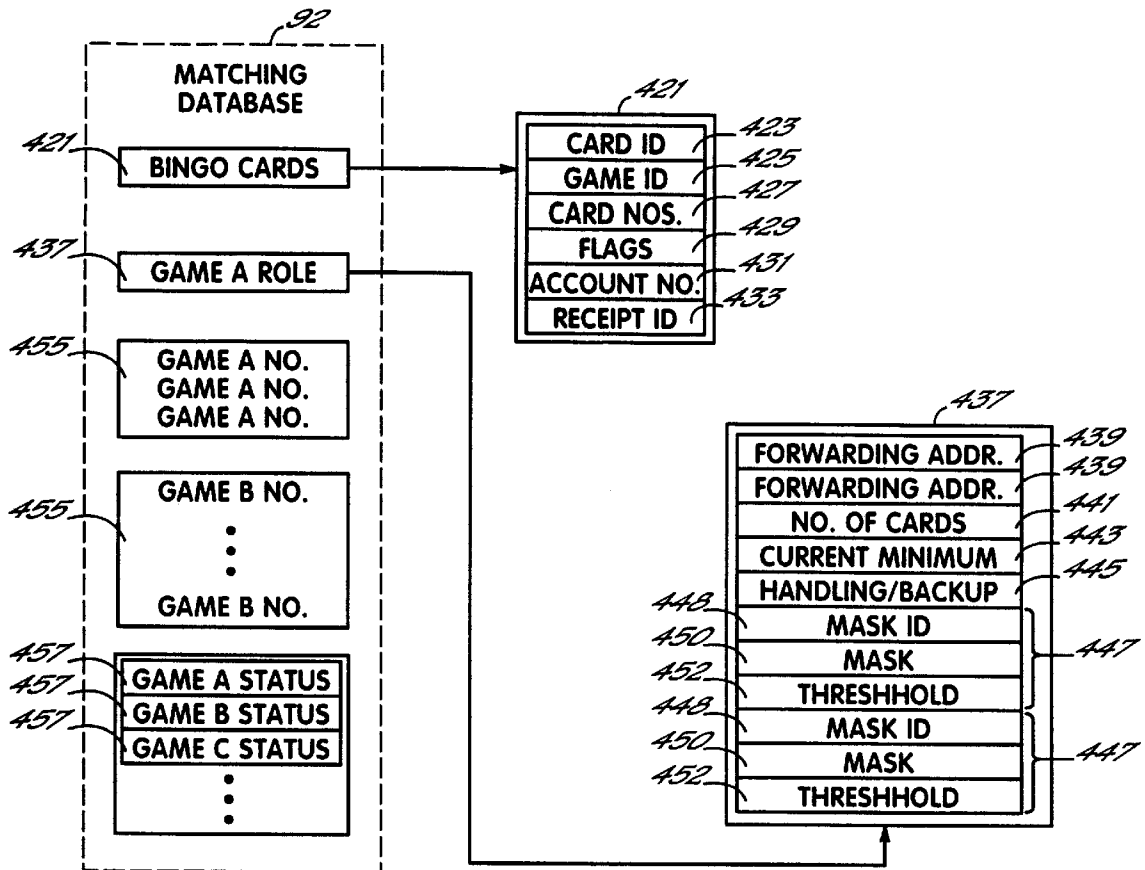 92
MATCHING
DATABASE
421
BINGO CARDS
437
GAME A ROLE
455
GAME A NO.
GAME A NO.
GAME A NO.
455
GAME B NO.
GAME B NO.
457
GAME A STATUS
457
GAME B STATUS
457
GAME C STATUS
421
CARD ID 423
GAME ID 425
CARD NOS. 427
FLAGS 429
ACCOUNT NO. 431
RECEIPT ID 433
437
FORWARDING ADDR. 439
FORWARDING ADDR. 439
NO. OF CARDS 441
CURRENT MINIMUM 443
HANDLING/BACKUP 445
448 MASK ID
450 MASK 447
452 THRESHHOLD
448 MASK ID
450 MASK 447
452 THRESHHOLD